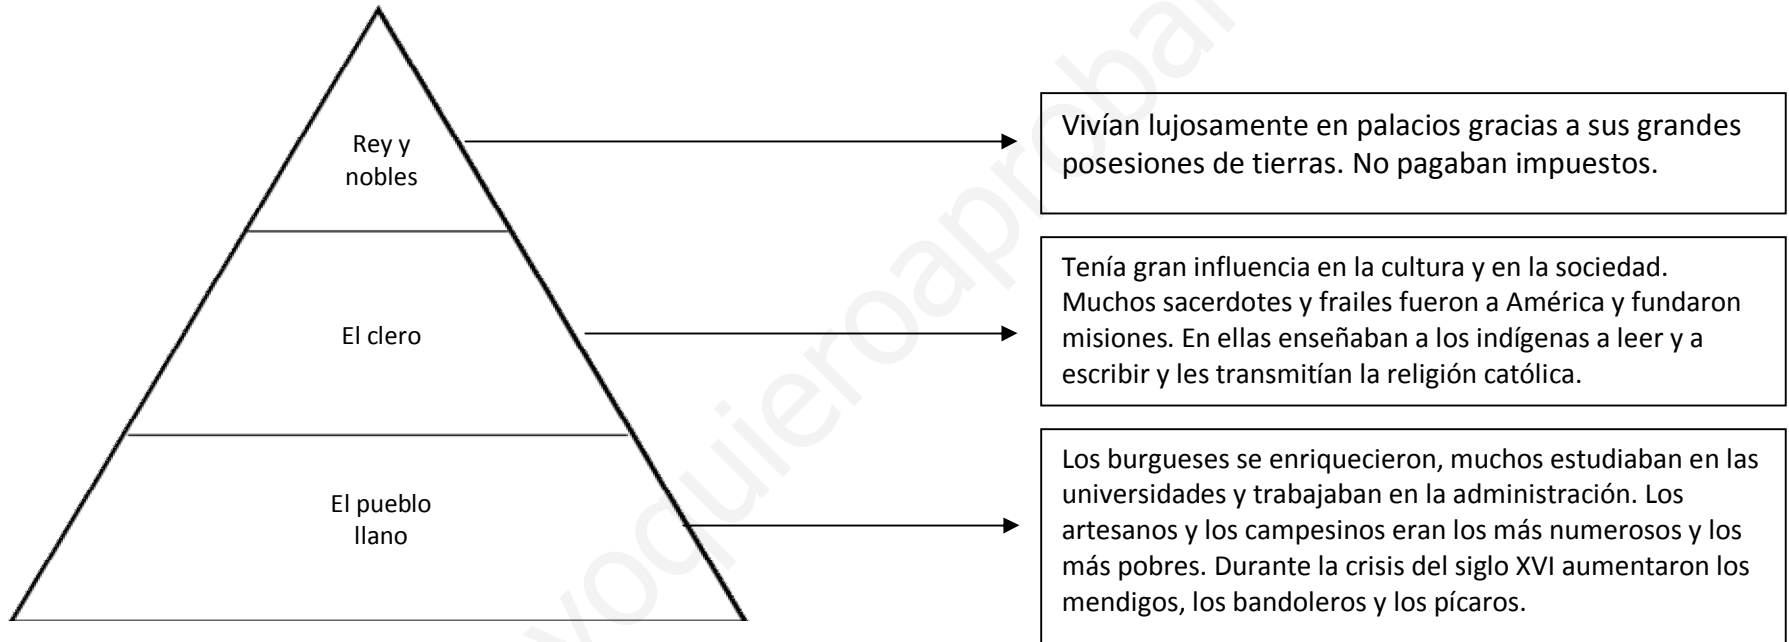 Rey y
nobles
Vivían lujosamente en palacios gracias a sus grandes
posesiones de tierras. No pagaban impuestos.
El clero
Tenía gran influencia en la cultura y en la sociedad.
Muchos sacerdotes y frailes fueron a América y fundaron
misiones. En ellas enseñaban a los indígenas a leer y a
escribir y les transmitían la religión católica.
El pueblo
llano
Los burgueses se enriquecieron, muchos estudiaban en las
universidades y trabajaban en la administración. Los
artesanos y los campesinos eran los más numerosos y los
más pobres. Durante la crisis del siglo XVI aumentaron los
mendigos, los bandoleros y los pícaros.
yoquieroaprobar